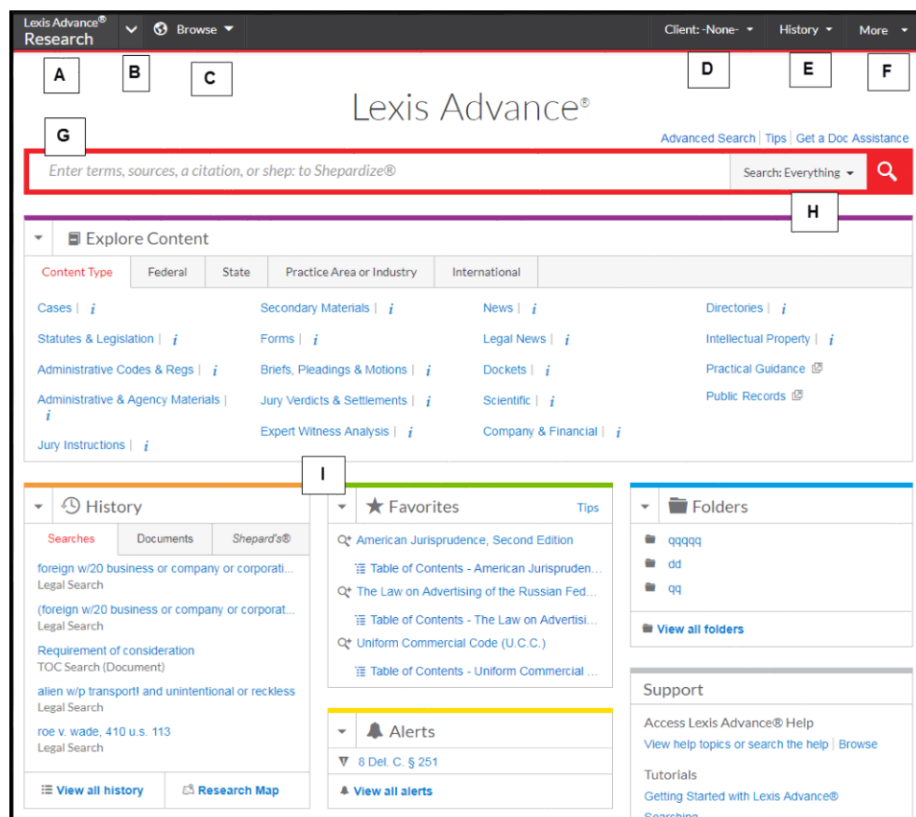 Lexis Advance®
Research
Browse
Client: -None-
History
More
A
B
C
D
E
F
Lexis Advance®
G
Advanced Search | Tips | Get a Doc Assistance
Enter terms, sources, a citation, or shep: to Shepardize®
Search: Everything
H
Explore Content
Content Type
Federal
State
Practice Area or Industry
International
Cases | i
Statutes & Legislation | i
Administrative Codes & Regs | i
Administrative & Agency Materials |
i
Jury Instructions | i
Secondary Materials | i
Forms | i
Briefs, Pleadings & Motions | i
Jury Verdicts & Settlements | i
Expert Witness Analysis | i
News | i
Legal News | i
Dockets | i
Scientific | i
Company & Financial | i
Directories | i
Intellectual Property | i
Practical Guidance
Public Records
I
History
Searches
Documents
Shepard's®
foreign w/20 business or company or corporati...
Legal Search
(foreign w/20 business or company or corporat...
Legal Search
Requirement of consideration
TOC Search (Document)
alien w/p transport! and unintentional or reckless
Legal Search
roe v. wade, 410 u.s. 113
Legal Search
View all history
Research Map
Favorites
Tips
American Jurisprudence, Second Edition
Table of Contents - American Jurispruden...
The Law on Advertising of the Russian Fed...
Table of Contents - The Law on Advertisi...
Uniform Commercial Code (U.C.C.)
Table of Contents - Uniform Commercial ...
Alerts
8 Del. C. § 251
View all alerts
Folders
qqqqq
dd
qq
View all folders
Support
Access Lexis Advance® Help
View help topics or search the help | Browse
Tutorials
Getting Started with Lexis Advance®
Searching